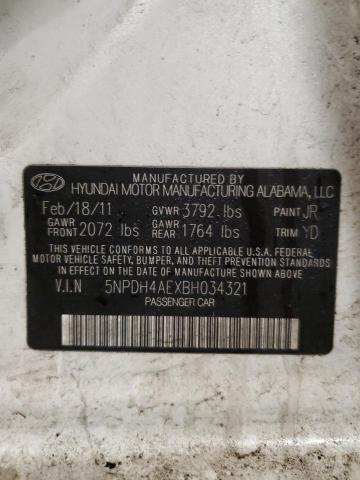 MANUFACTURED BY
HYUNDAI MOTOR MANUFACTURING ALABAMA, LLC
Feb/18/11 GVWR 3792 lbs PAINT JR
GAWR FRONT 2072 lbs GAWR REAR 1764 lbs TRIM YD
THIS VEHICLE CONFORMS TO ALL APPLICABLE U.S.A. FEDERAL
MOTOR VEHICLE SAFETY, BUMPER, AND THEFT PREVENTION
STANDARDS IN EFFECT ON THE DATE OF MANUFACTURE SHOWN ABOVE.
V.I.N 5NPDH4AEXBH034321
PASSENGER CAR